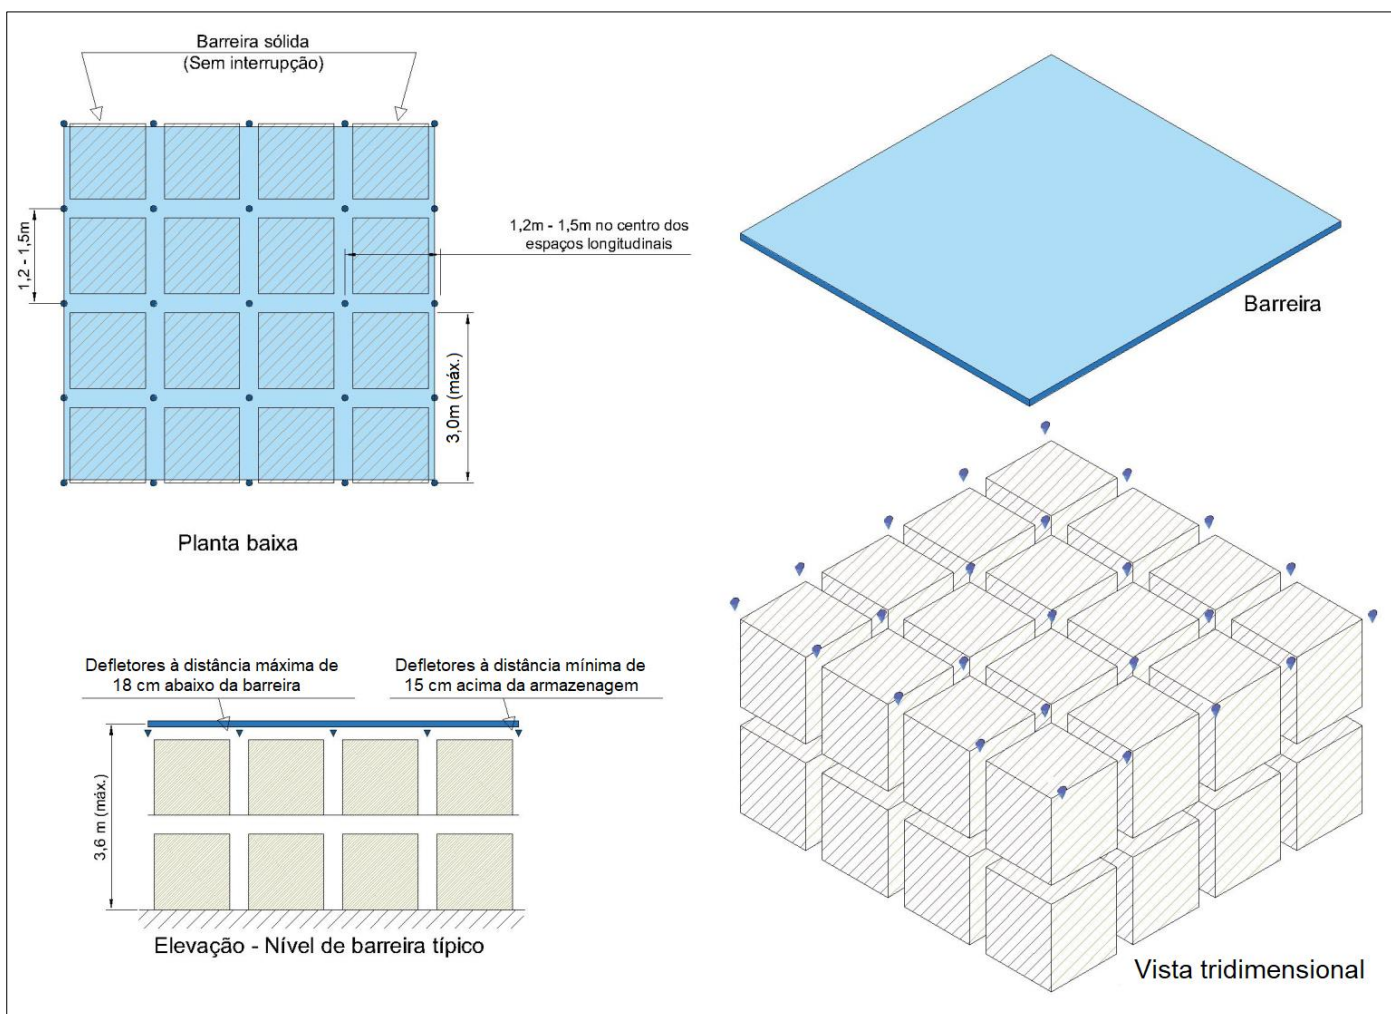 Barreira sólida
(Sem interrupção)
1,2 - 1,5m
1,2m - 1,5m no centro dos
espaços longitudinais
3,0m (máx.)
Planta baixa
Barreira
Defletores à distância máxima de
18 cm abaixo da barreira
Defletores à distância mínima de
15 cm acima da armazenagem
3,6 m (máx.)
Elevação - Nível de barreira típico
Vista tridimensional